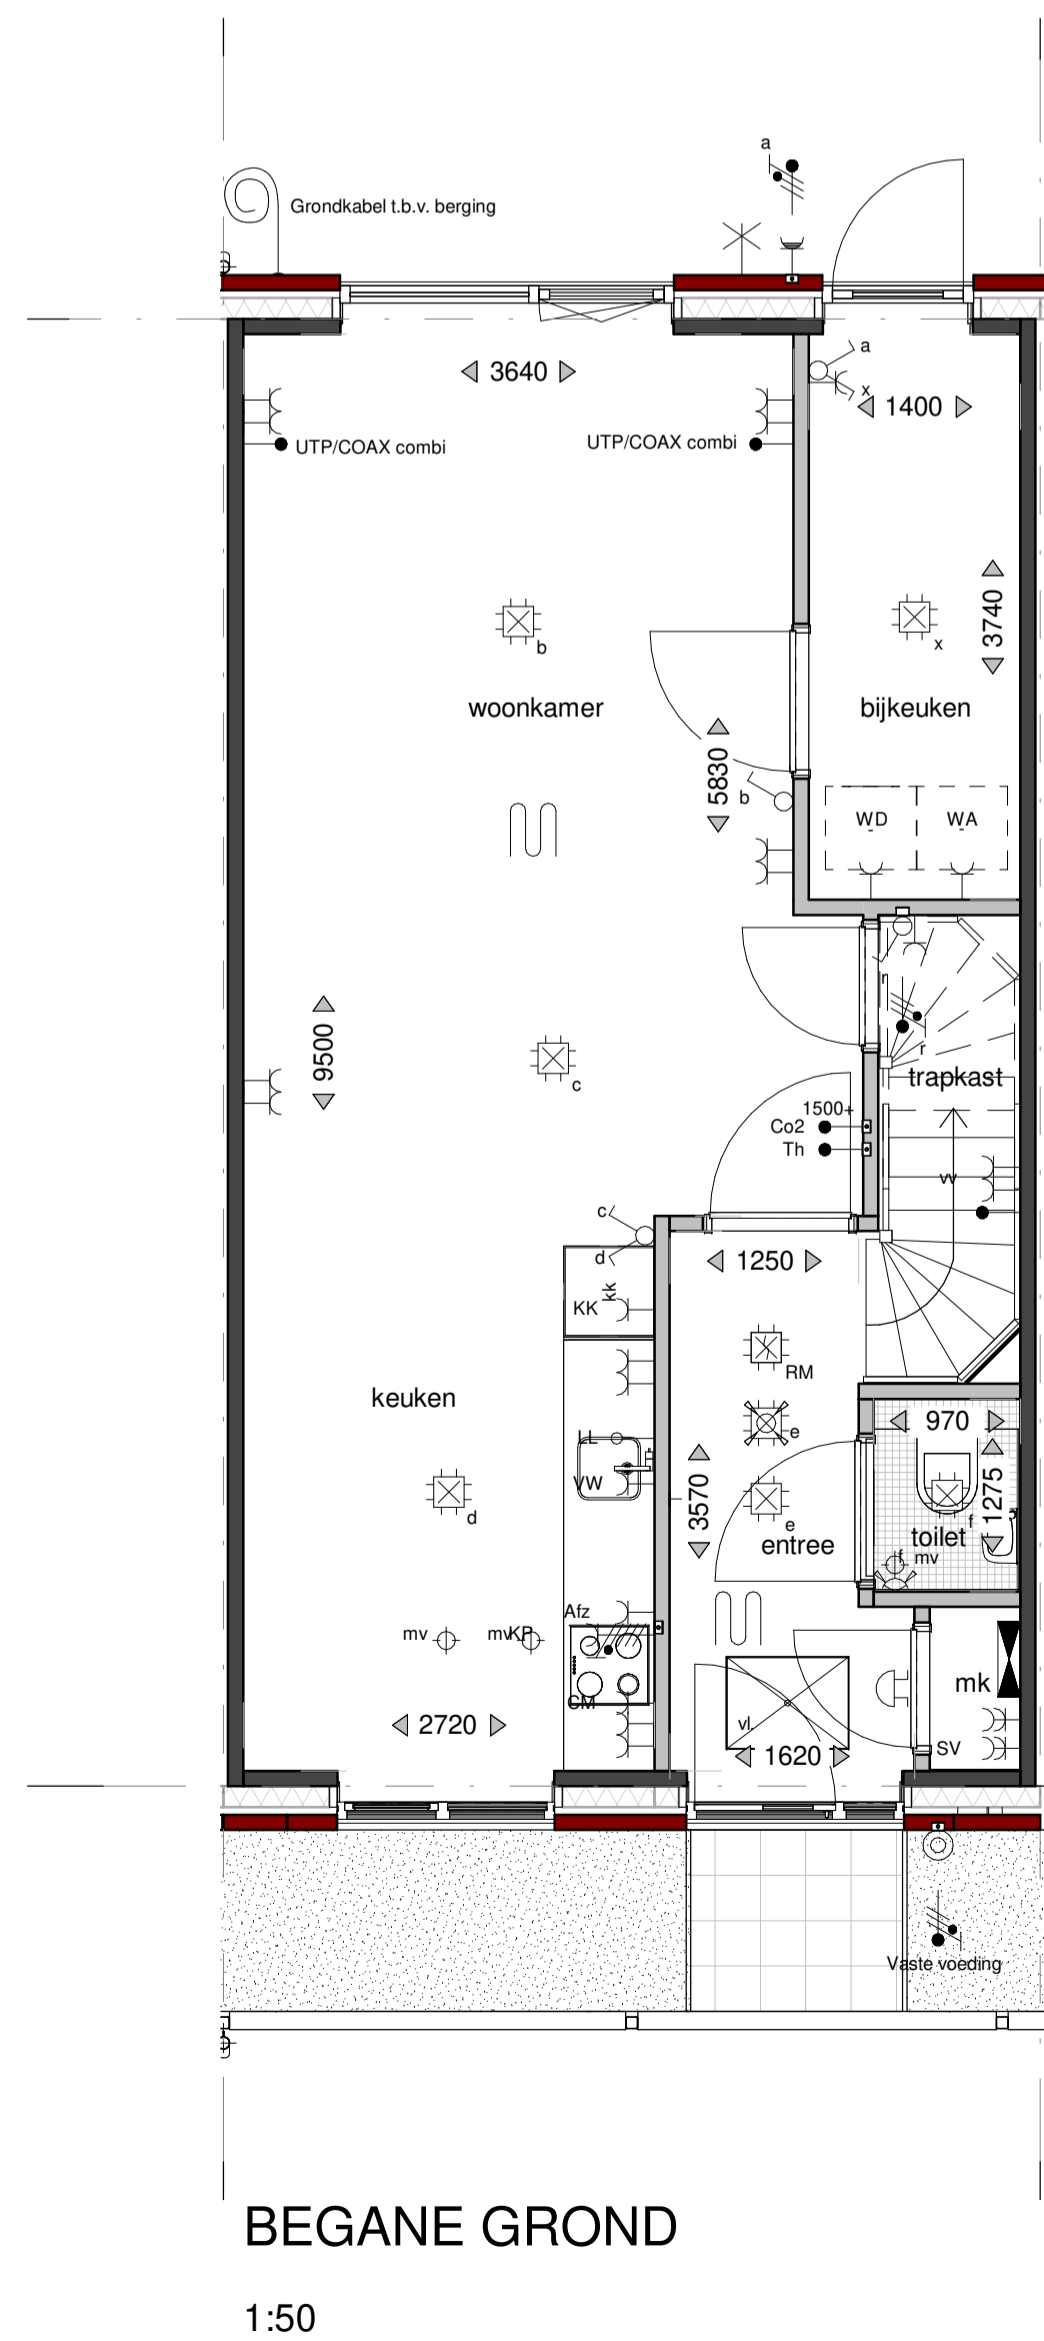 a
Grondkabel t.b.v. berging
a
x
3640
1400
UTP/COAX combi
UTP/COAX combi
3740
b
x
woonkamer
bijkeuken
5830
b
WD
WA
r
9500
r
c
trapkast
1500+
Co2
Th
vv
c
d
1250
kk
KK
RM
keuken
970
e
LL
VW
3570
1275
d
e
f
toilet
entree
f
mv
Afz
mv
mv
KP
mk
CM
2720
vl.
1620
SV
Vaste voeding
BEGANE GROND
1:50